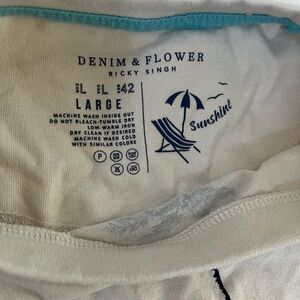 DENIM & FLOWER
RICKY SINGH
L L 42
LARGE
MACHINE WASH INSIDE OUT
DO NOT BLEACH-TUMBLE DRY
LOW-WARM IRON
DRY CLEAN IF DESIRED
MACHINE WASH COLD
WITH SIMILAR COLORS
Sunshine
P